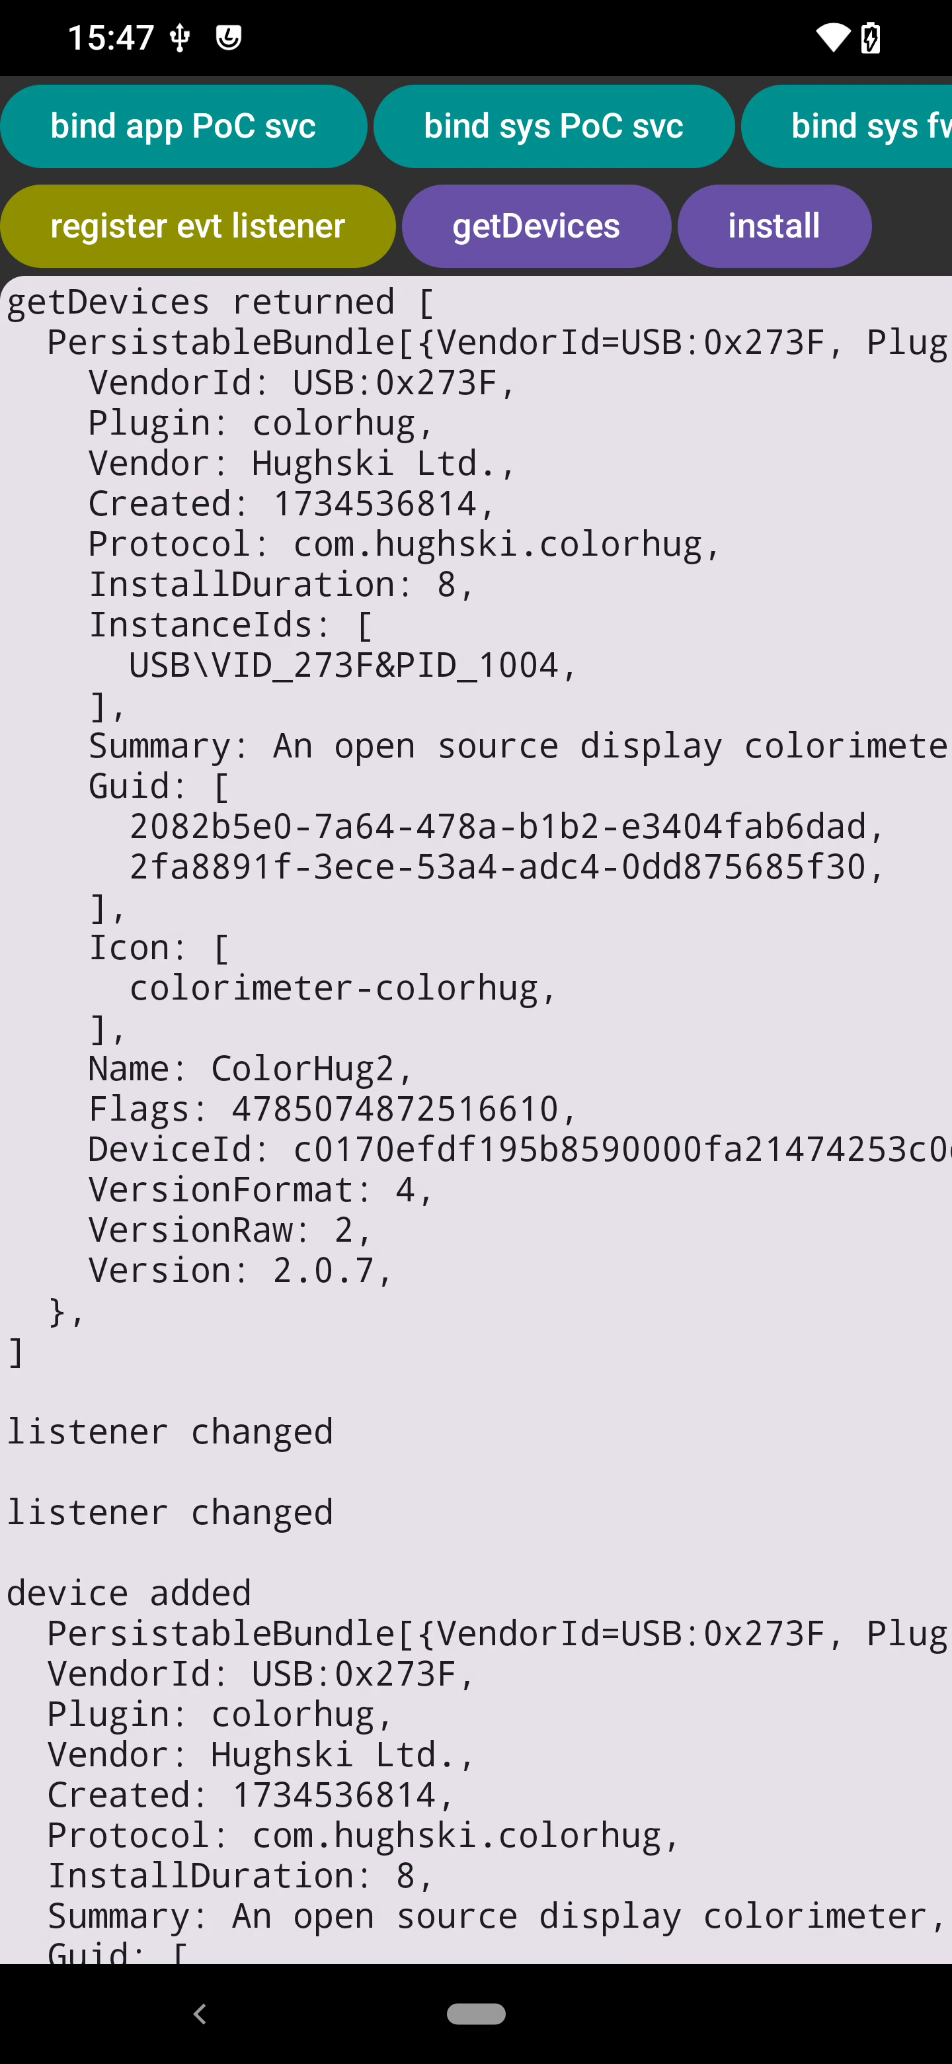 15:47
bind app PoC svc bind sys PoC svc bind sys fw
register evt listener getDevices install
getDevices returned [
PersistableBundle[{VendorId=USB:0x273F, Plug
VendorId: USB:0x273F,
Plugin: colorhug,
Vendor: Hughski Ltd.,
Created: 1734536814,
Protocol: com.hughski.colorhug,
InstallDuration: 8,
InstanceIds: [
USB\VID_273F&PID_1004,
],
Summary: An open source display colorimete
Guid: [
2082b5e0-7a64-478a-b1b2-e3404fab6dad,
2fa8891f-3ece-53a4-adc4-0dd875685f30,
],
Icon: [
colorimeter-colorhug,
],
Name: ColorHug2,
Flags: 4785074872516610,
DeviceId: c0170efdf195b8590000fa21474253c0
VersionFormat: 4,
VersionRaw: 2,
Version: 2.0.7,
},
]
listener changed
listener changed
device added
PersistableBundle[{VendorId=USB:0x273F, Plug
VendorId: USB:0x273F,
Plugin: colorhug,
Vendor: Hughski Ltd.,
Created: 1734536814,
Protocol: com.hughski.colorhug,
InstallDuration: 8,
Summary: An open source display colorimeter,
Guid: [